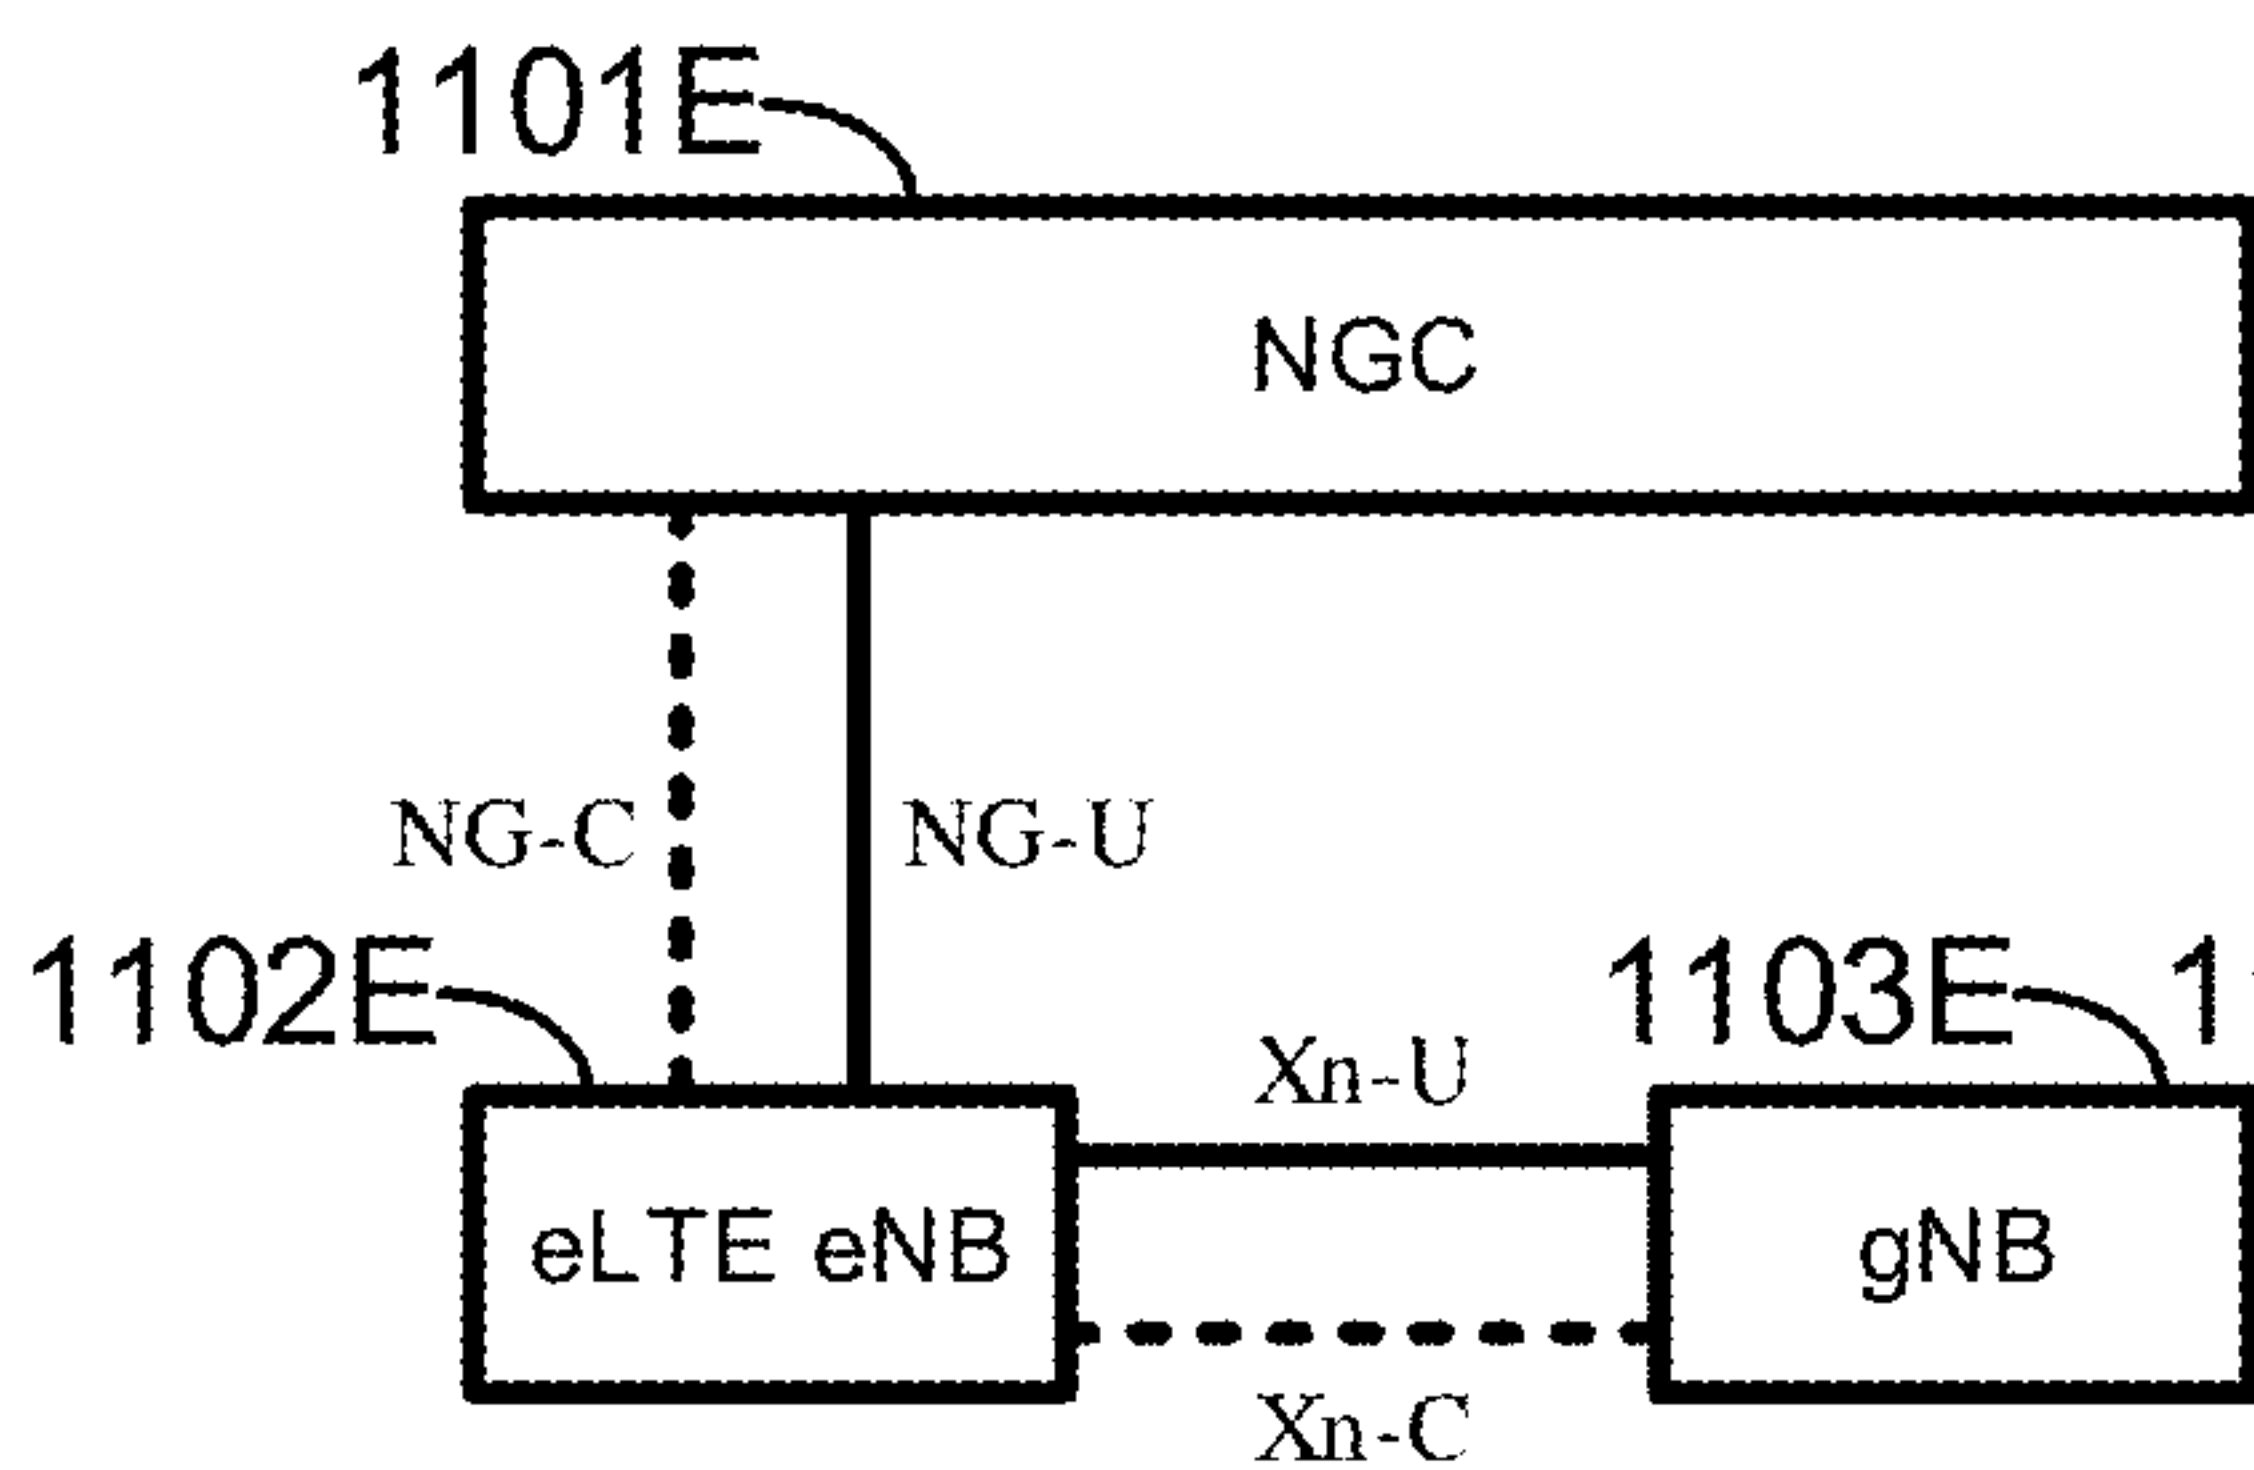 1101E
NGC
NG-C
NG-U
1102E
1103E
Xn-U
eLTE eNB
gNB
Xn-C